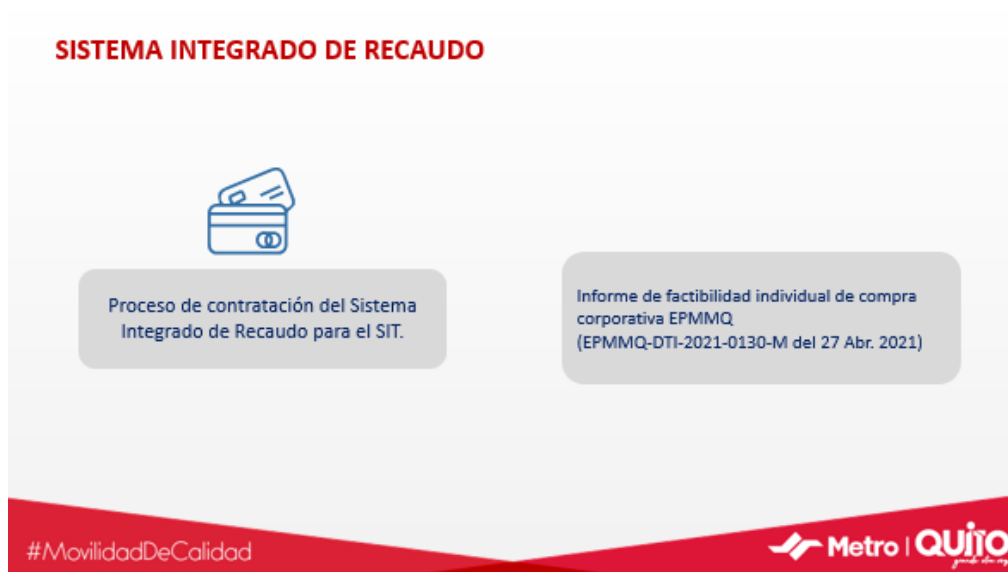 SISTEMA INTEGRADO DE RECAUDO
Proceso de contratación del Sistema
Integrado de Recaudo para el SIT.
Informe de factibilidad individual de compra
corporativa EPMMQ
(EPMMQ-DTI-2021-0130-M del 27 Abr. 2021)
#MovilidadDeCalidad
Metro | QUITO